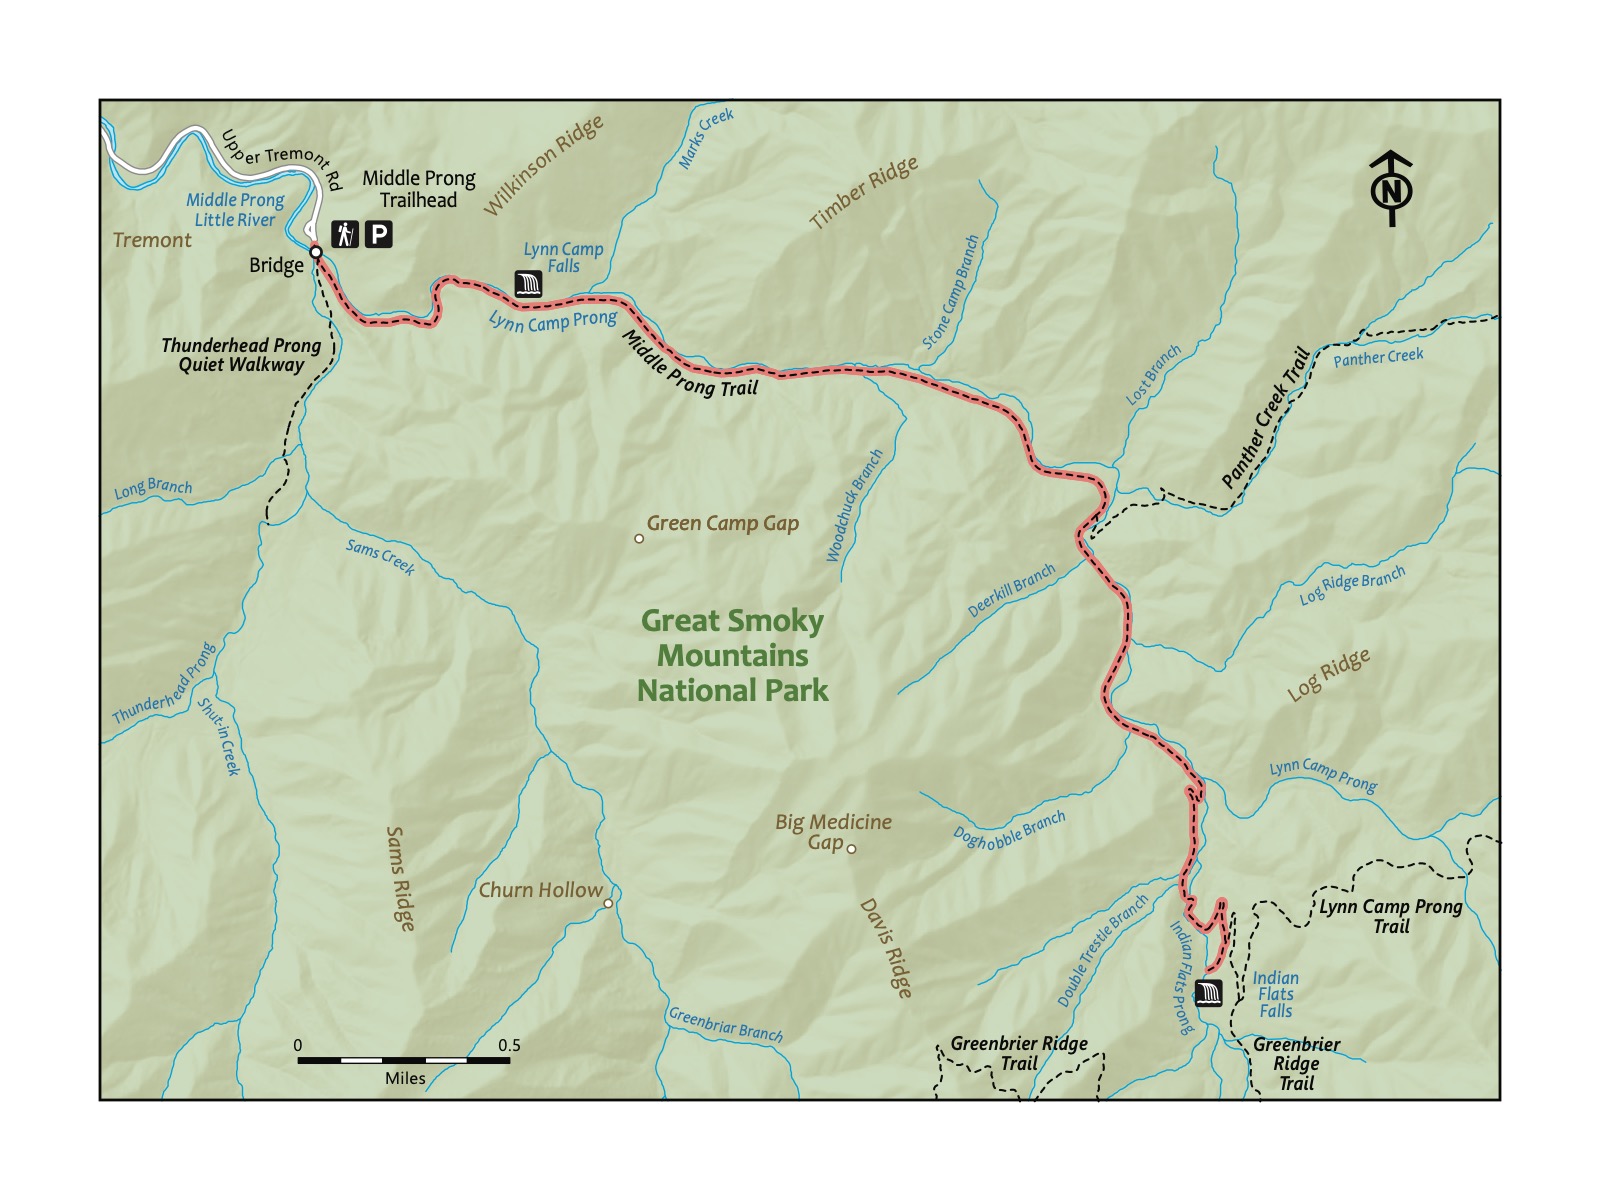 Upper Tremont Rd
Middle Prong
Trailhead
Wilkinson Ridge
Marks Creek
Timber Ridge
N
Middle Prong
Little River
P
Tremont
Bridge
Lynn Camp
Falls
Stone Camp Branch
Lynn Camp Prong
Thunderhead Prong
Quiet Walkway
Middle Prong Trail
Lost Branch
Panther Creek Trail
Panther Creek
Long Branch
Woodchuck Branch
Green Camp Gap
Sams Creek
Deerkill Branch
Log Ridge Branch
Great Smoky
Mountains
National Park
Log Ridge
Thunderhead Prong
Shut-in Creek
Lynn Camp Prong
Big Medicine
Gap
Doghobble Branch
Sams Ridge
Churn Hollow
Davis Ridge
Double Trestle Branch
Indian Flats Prong
Lynn Camp Prong
Trail
Indian
Flats
Falls
Greenbriar Branch
Greenbrier Ridge
Trail
Greenbrier
Ridge
Trail
0 0.5
Miles